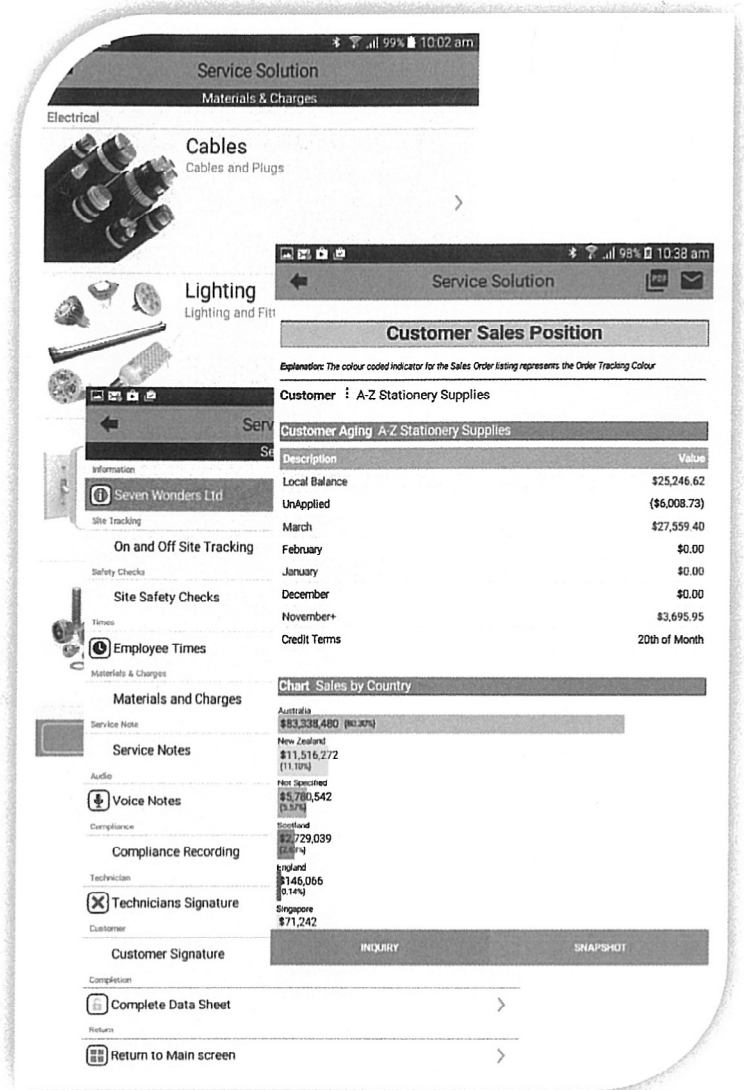 99% 10:02 am
Service Solution
Materials & Charges
Electrical
Cables
Cables and Plugs
Lighting
Lighting and Fitt
98% 10:38 am
Service Solution
PDF
Customer Sales Position
Explanation: The colour coded indicator for the Sales Order listing represents the Order Tracking Colour
Customer : A-Z Stationery Supplies
Customer Aging A-Z Stationery Supplies
Description Value
Local Balance $25,246.62
UnApplied ($6,008.73)
March $27,559.40
February $0.00
January $0.00
December $0.00
November+ $3,695.95
Credit Terms 20th of Month
Chart Sales by Country
Australia
$83,338,480 (80.30%)
New Zealand
$11,516,272
(11.10%)
Not Specified
$5,780,542
(5.57%)
Scotland
$2,729,039
England
$146,066
0.14%)
Singapore
$71,242
INQUIRY SNAPSHOT
Serv
Se
Information
Seven Wonders Ltd
Site Tracking
On and Off Site Tracking
Safety Checks
Site Safety Checks
Times
Employee Times
Materials & Charges
Materials and Charges
Service Note
Service Notes
Audio
Voice Notes
Compliance
Compliance Recording
Technician
Technicians Signature
Customer
Customer Signature
Completion
Complete Data Sheet
Return
Return to Main screen